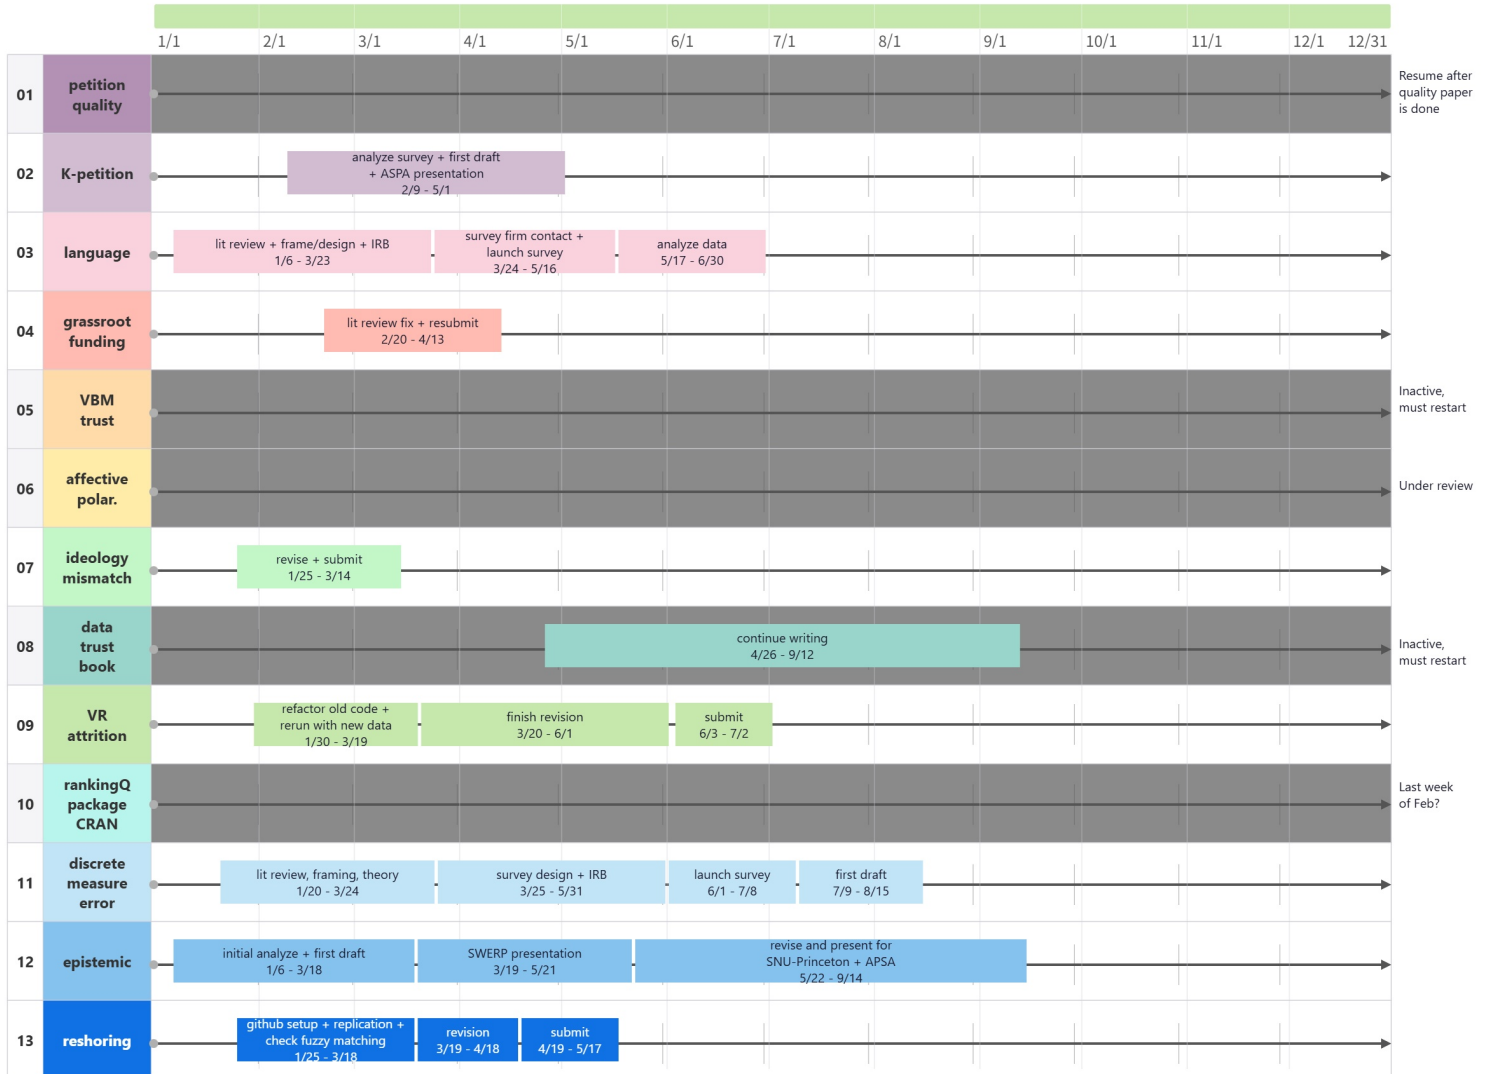 1/1 2/1 3/1 4/1 5/1 6/1 7/1 8/1 9/1 10/1 11/1 12/1 12/31
01
petition
quality
Resume after
quality paper
is done
02
K-petition
analyze survey + first draft
+ ASPA presentation
2/9 - 5/1
03
language
lit review + frame/design + IRB
1/6 - 3/23
survey firm contact +
launch survey
3/24 - 5/16
analyze data
5/17 - 6/30
04
grassroot
funding
lit review fix + resubmit
2/20 - 4/13
05
VBM
trust
Inactive,
must restart
06
affective
polar.
Under review
07
ideology
mismatch
revise + submit
1/25 - 3/14
08
data
trust
book
continue writing
4/26 - 9/12
Inactive,
must restart
09
VR
attrition
refactor old code +
rerun with new data
1/30 - 3/19
finish revision
3/20 - 6/1
submit
6/3 - 7/2
10
rankingQ
package
CRAN
Last week
of Feb?
11
discrete
measure
error
lit review, framing, theory
1/20 - 3/24
survey design + IRB
3/25 - 5/31
launch survey
6/1 - 7/8
first draft
7/9 - 8/15
12
epistemic
initial analyze + first draft
1/6 - 3/18
SWERP presentation
3/19 - 5/21
revise and present for
SNU-Princeton + APSA
5/22 - 9/14
13
reshoring
github setup + replication +
check fuzzy matching
1/25 - 3/18
revision
3/19 - 4/18
submit
4/19 - 5/17